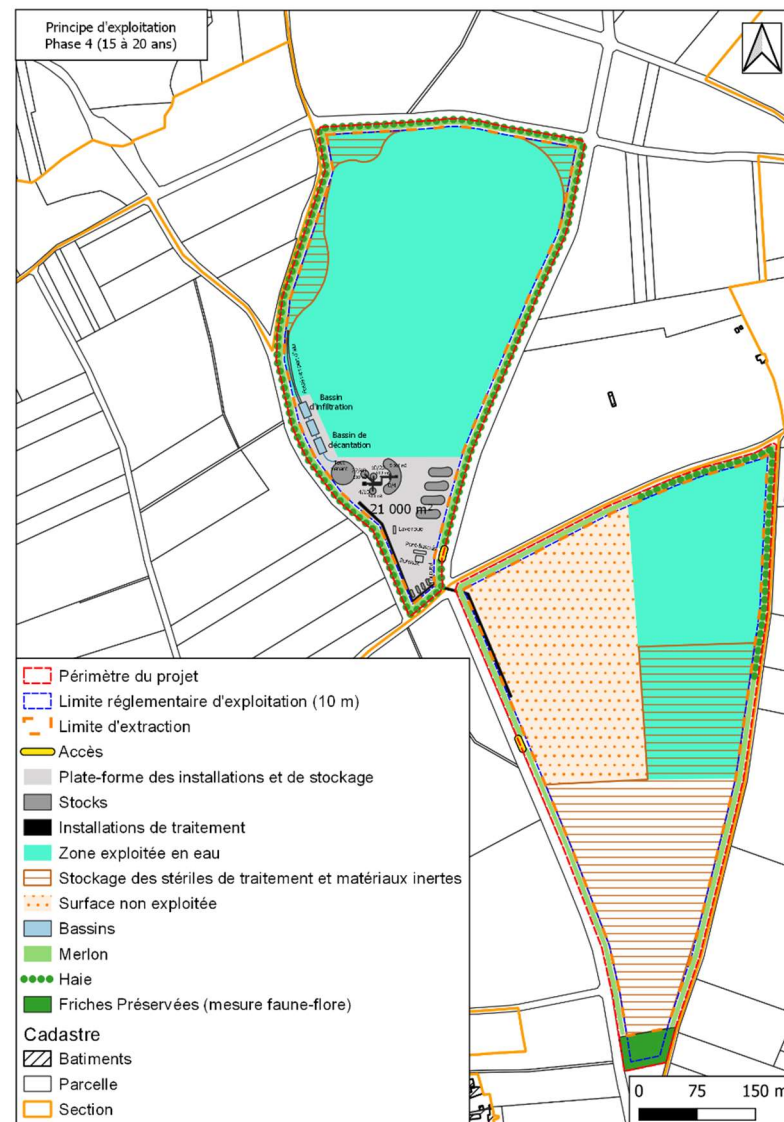 Principe d'exploitation
Phase 4 (15 à 20 ans)
Bassin
d'infiltration
Bassin de
décantation
21 000 m²
Périmètre du projet
Limite réglementaire d'exploitation (10 m)
Limite d'extraction
Accès
Plate-forme des installations et de stockage
Stocks
Installations de traitement
Zone exploitée en eau
Stockage des stériles de traitement et matériaux inertes
Surface non exploitée
Bassins
Merlon
Haie
Friches Préservées (mesure faune-flore)
Cadastre
Batiments
Parcelle
Section
0 75 150 m